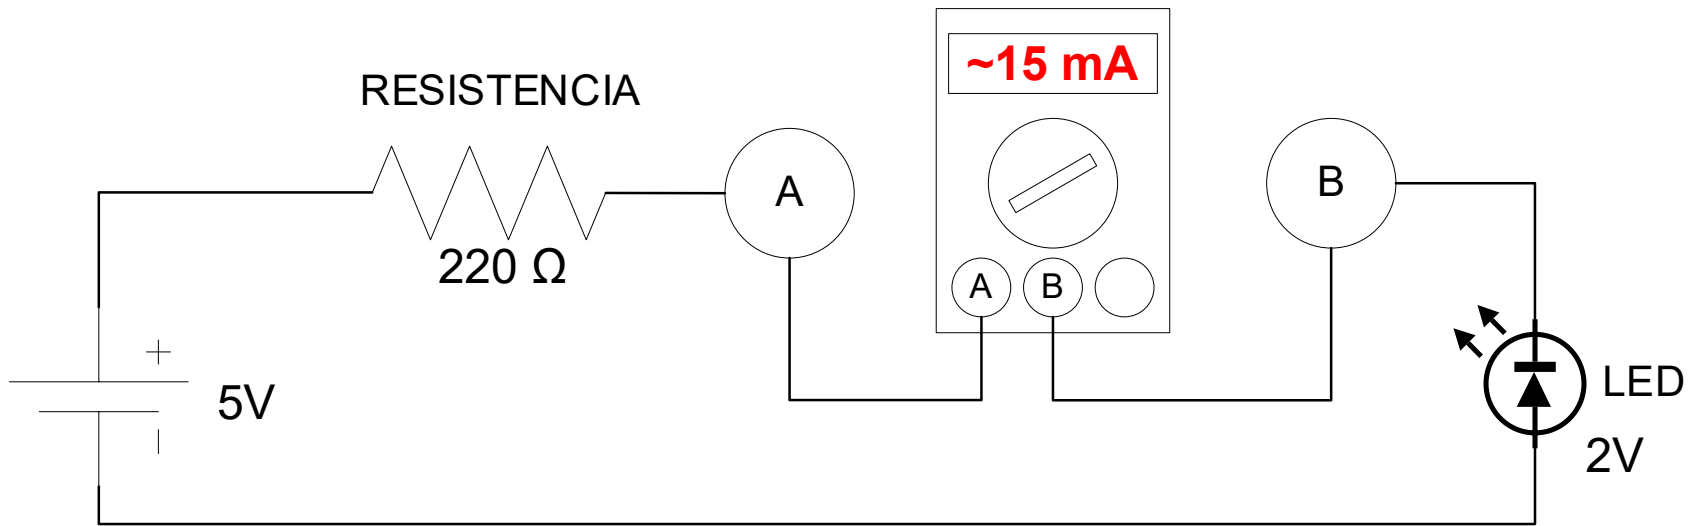 ~15 mA
RESISTENCIA
A
B
220 Ω
A
B
+
5V
-
LED
2V